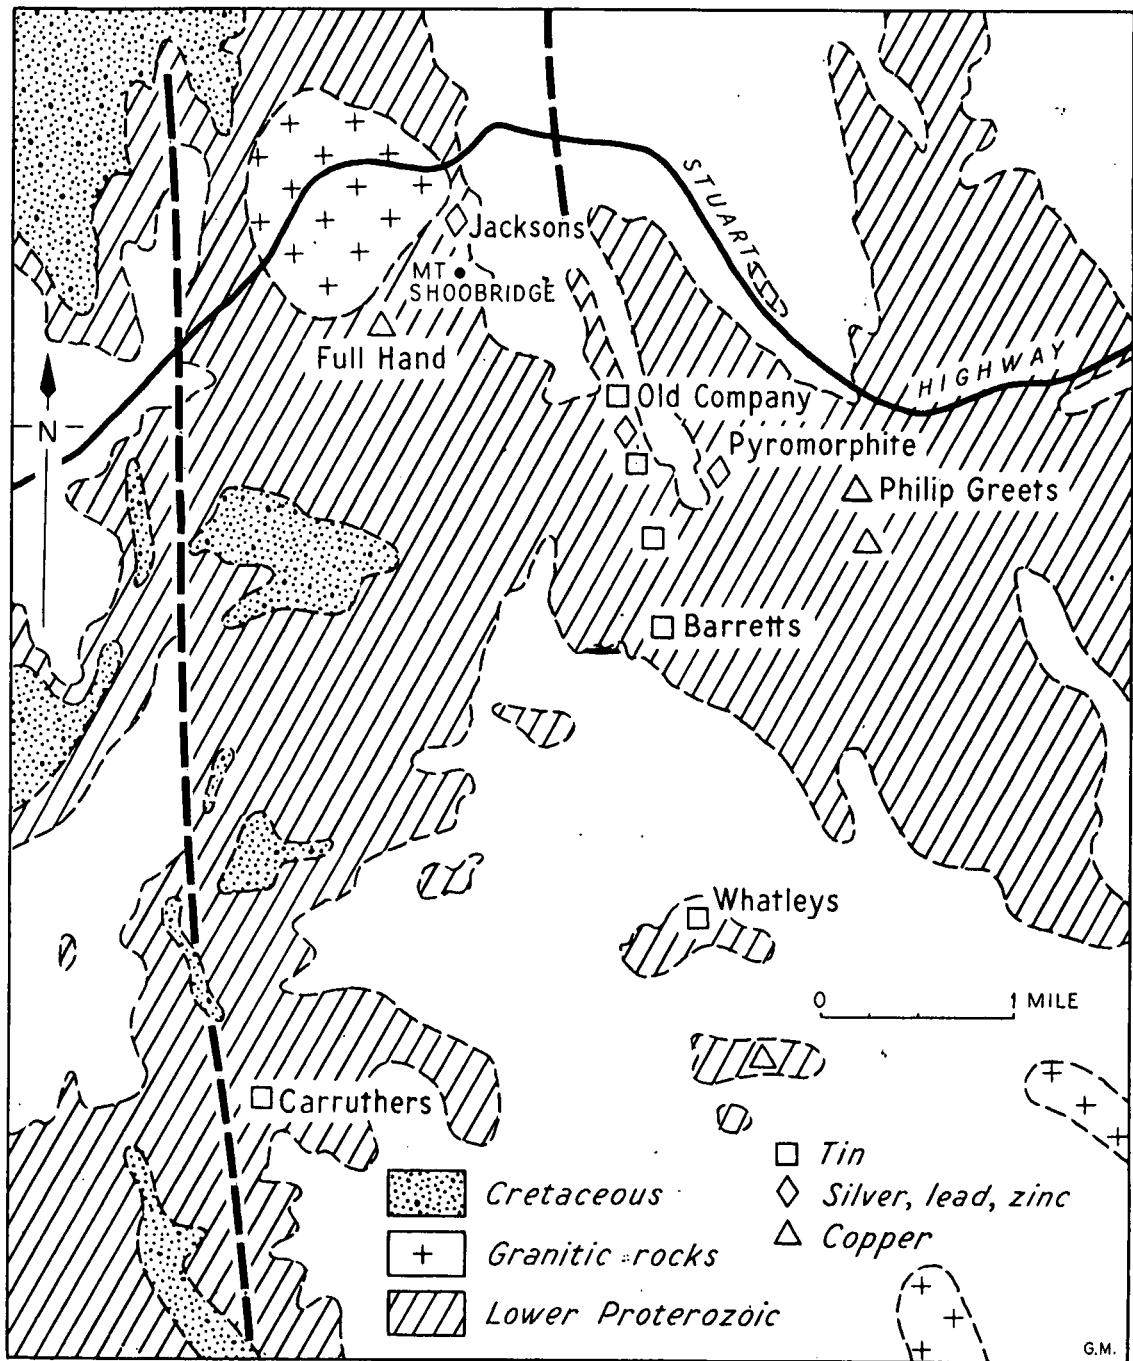 STUARTS
HIGHWAY
Jacksons
MT
SHOOBRIDGE
Full Hand
N
Old Company
Pyromorphite
Philip Greets
Barretts
Whatleys
0 1 MILE
Carruthers
Tin
Silver, lead, zinc
Copper
Cretaceous
Granitic rocks
Lower Proterozoic
G.M.